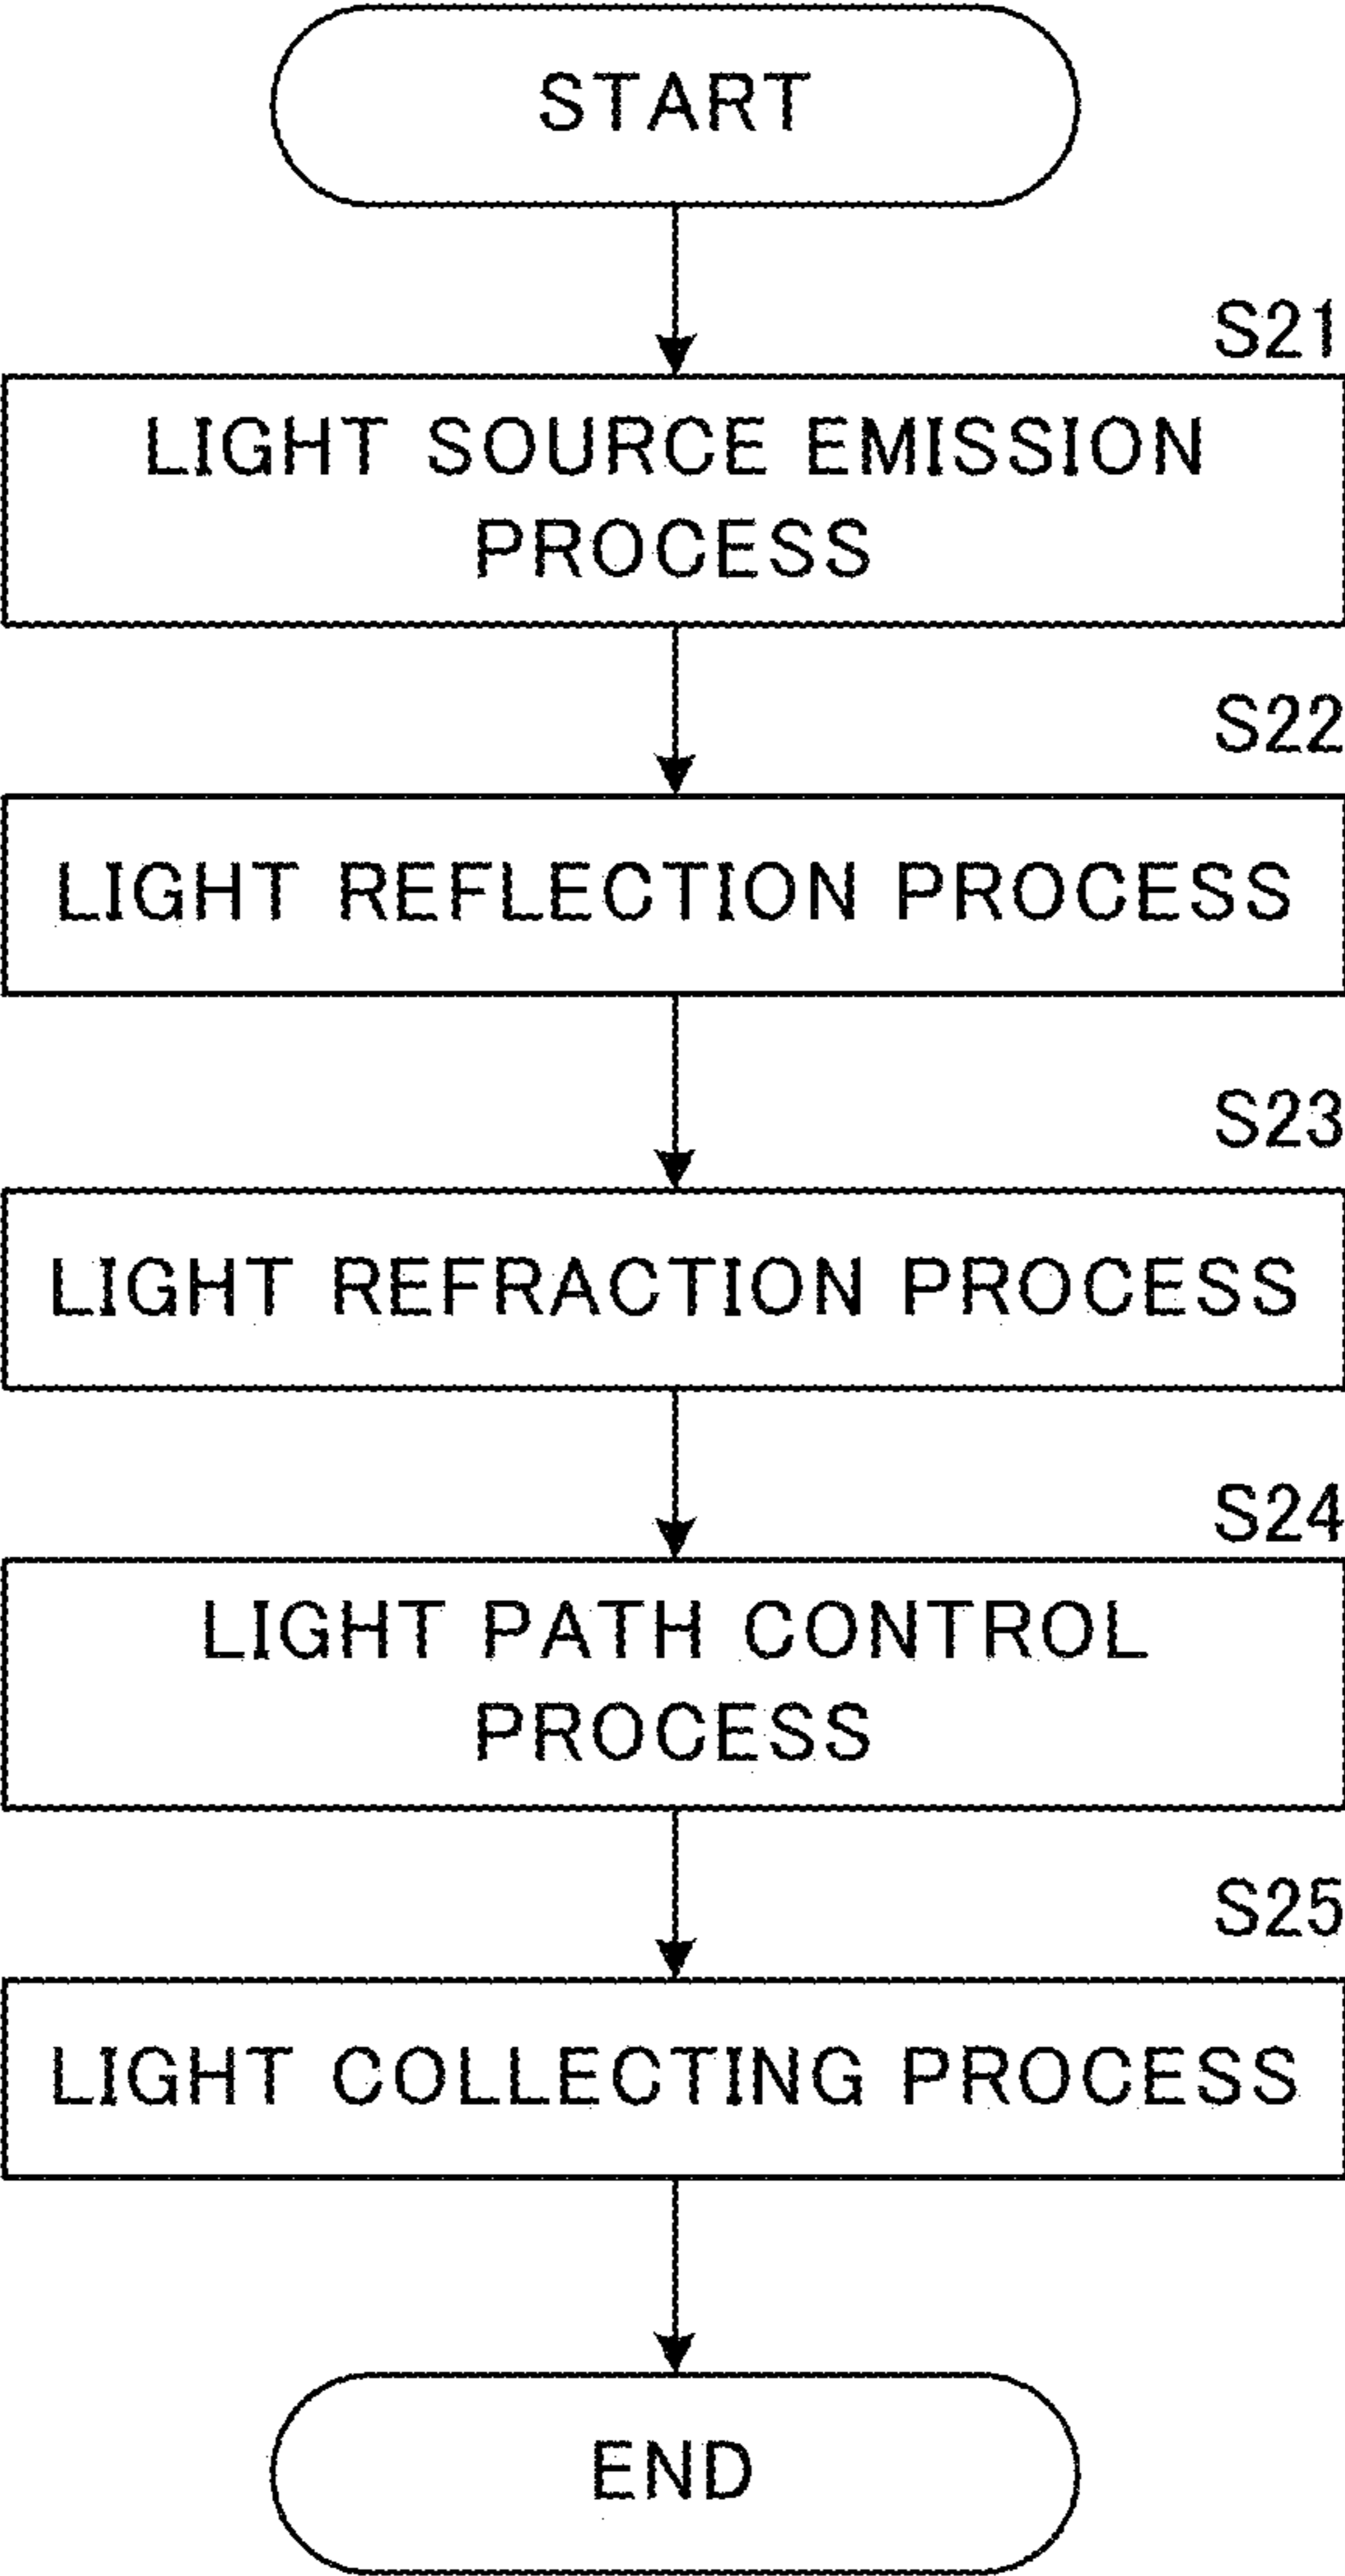 START
S21
LIGHT SOURCE EMISSION
PROCESS
S22
LIGHT REFLECTION PROCESS
S23
LIGHT REFRACTION PROCESS
S24
LIGHT PATH CONTROL
PROCESS
S25
LIGHT COLLECTING PROCESS
END